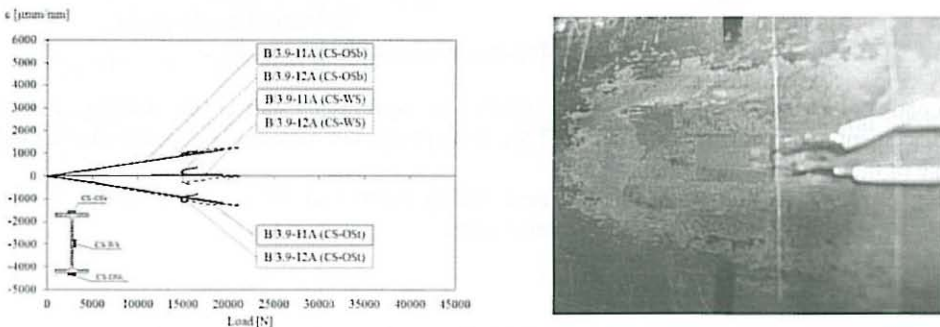 ε [μmm/mm]
6000
5000
4000
3000
2000
1000
0
-1000
-2000
-3000
-4000
-5000
B 3.9-11A (CS-OSb)
B 3.9-12A (CS-OSb)
B 3.9-11A (CS-WS)
B 3.9-12A (CS-WS)
B 3.9-11A (CS-OSt)
B 3.9-12A (CS-OSt)
CS-WS
0 5000 10000 15000 20000 25000 30000 35000 40000 45000
Load [N]